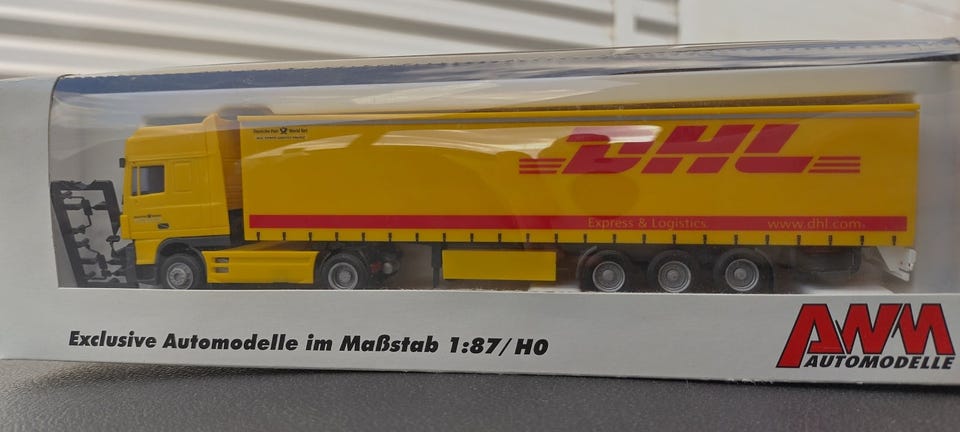 Deutsche Post World Net
DHL
Express & Logistics
www.dhl.com
Exclusive Automodelle im Maßstab 1:87/H0
AWM
AUTOMODELLE